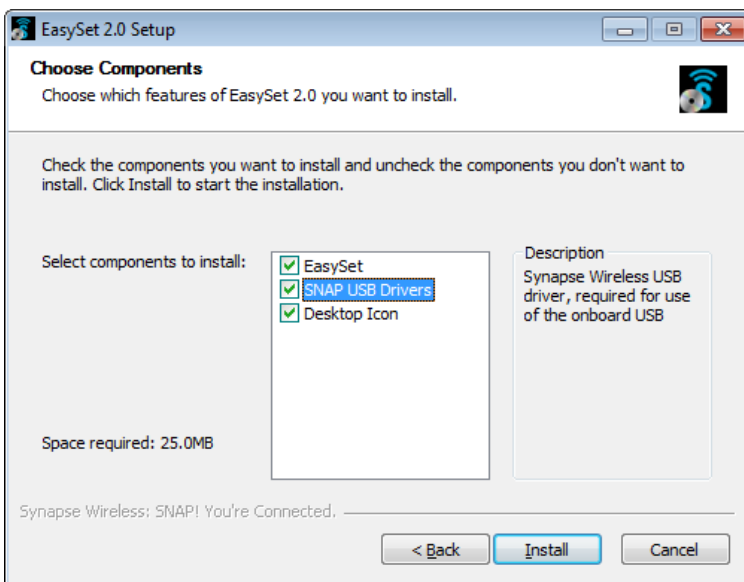 EasySet 2.0 Setup
Choose Components
Choose which features of EasySet 2.0 you want to install.
Check the components you want to install and uncheck the components you don't want to
install. Click Install to start the installation.
Select components to install:
EasySet
SNAP USB Drivers
Desktop Icon
Description
Synapse Wireless USB
driver, required for use
of the onboard USB
Space required: 25.0MB
Synapse Wireless: SNAP! You're Connected.
< Back
Install
Cancel